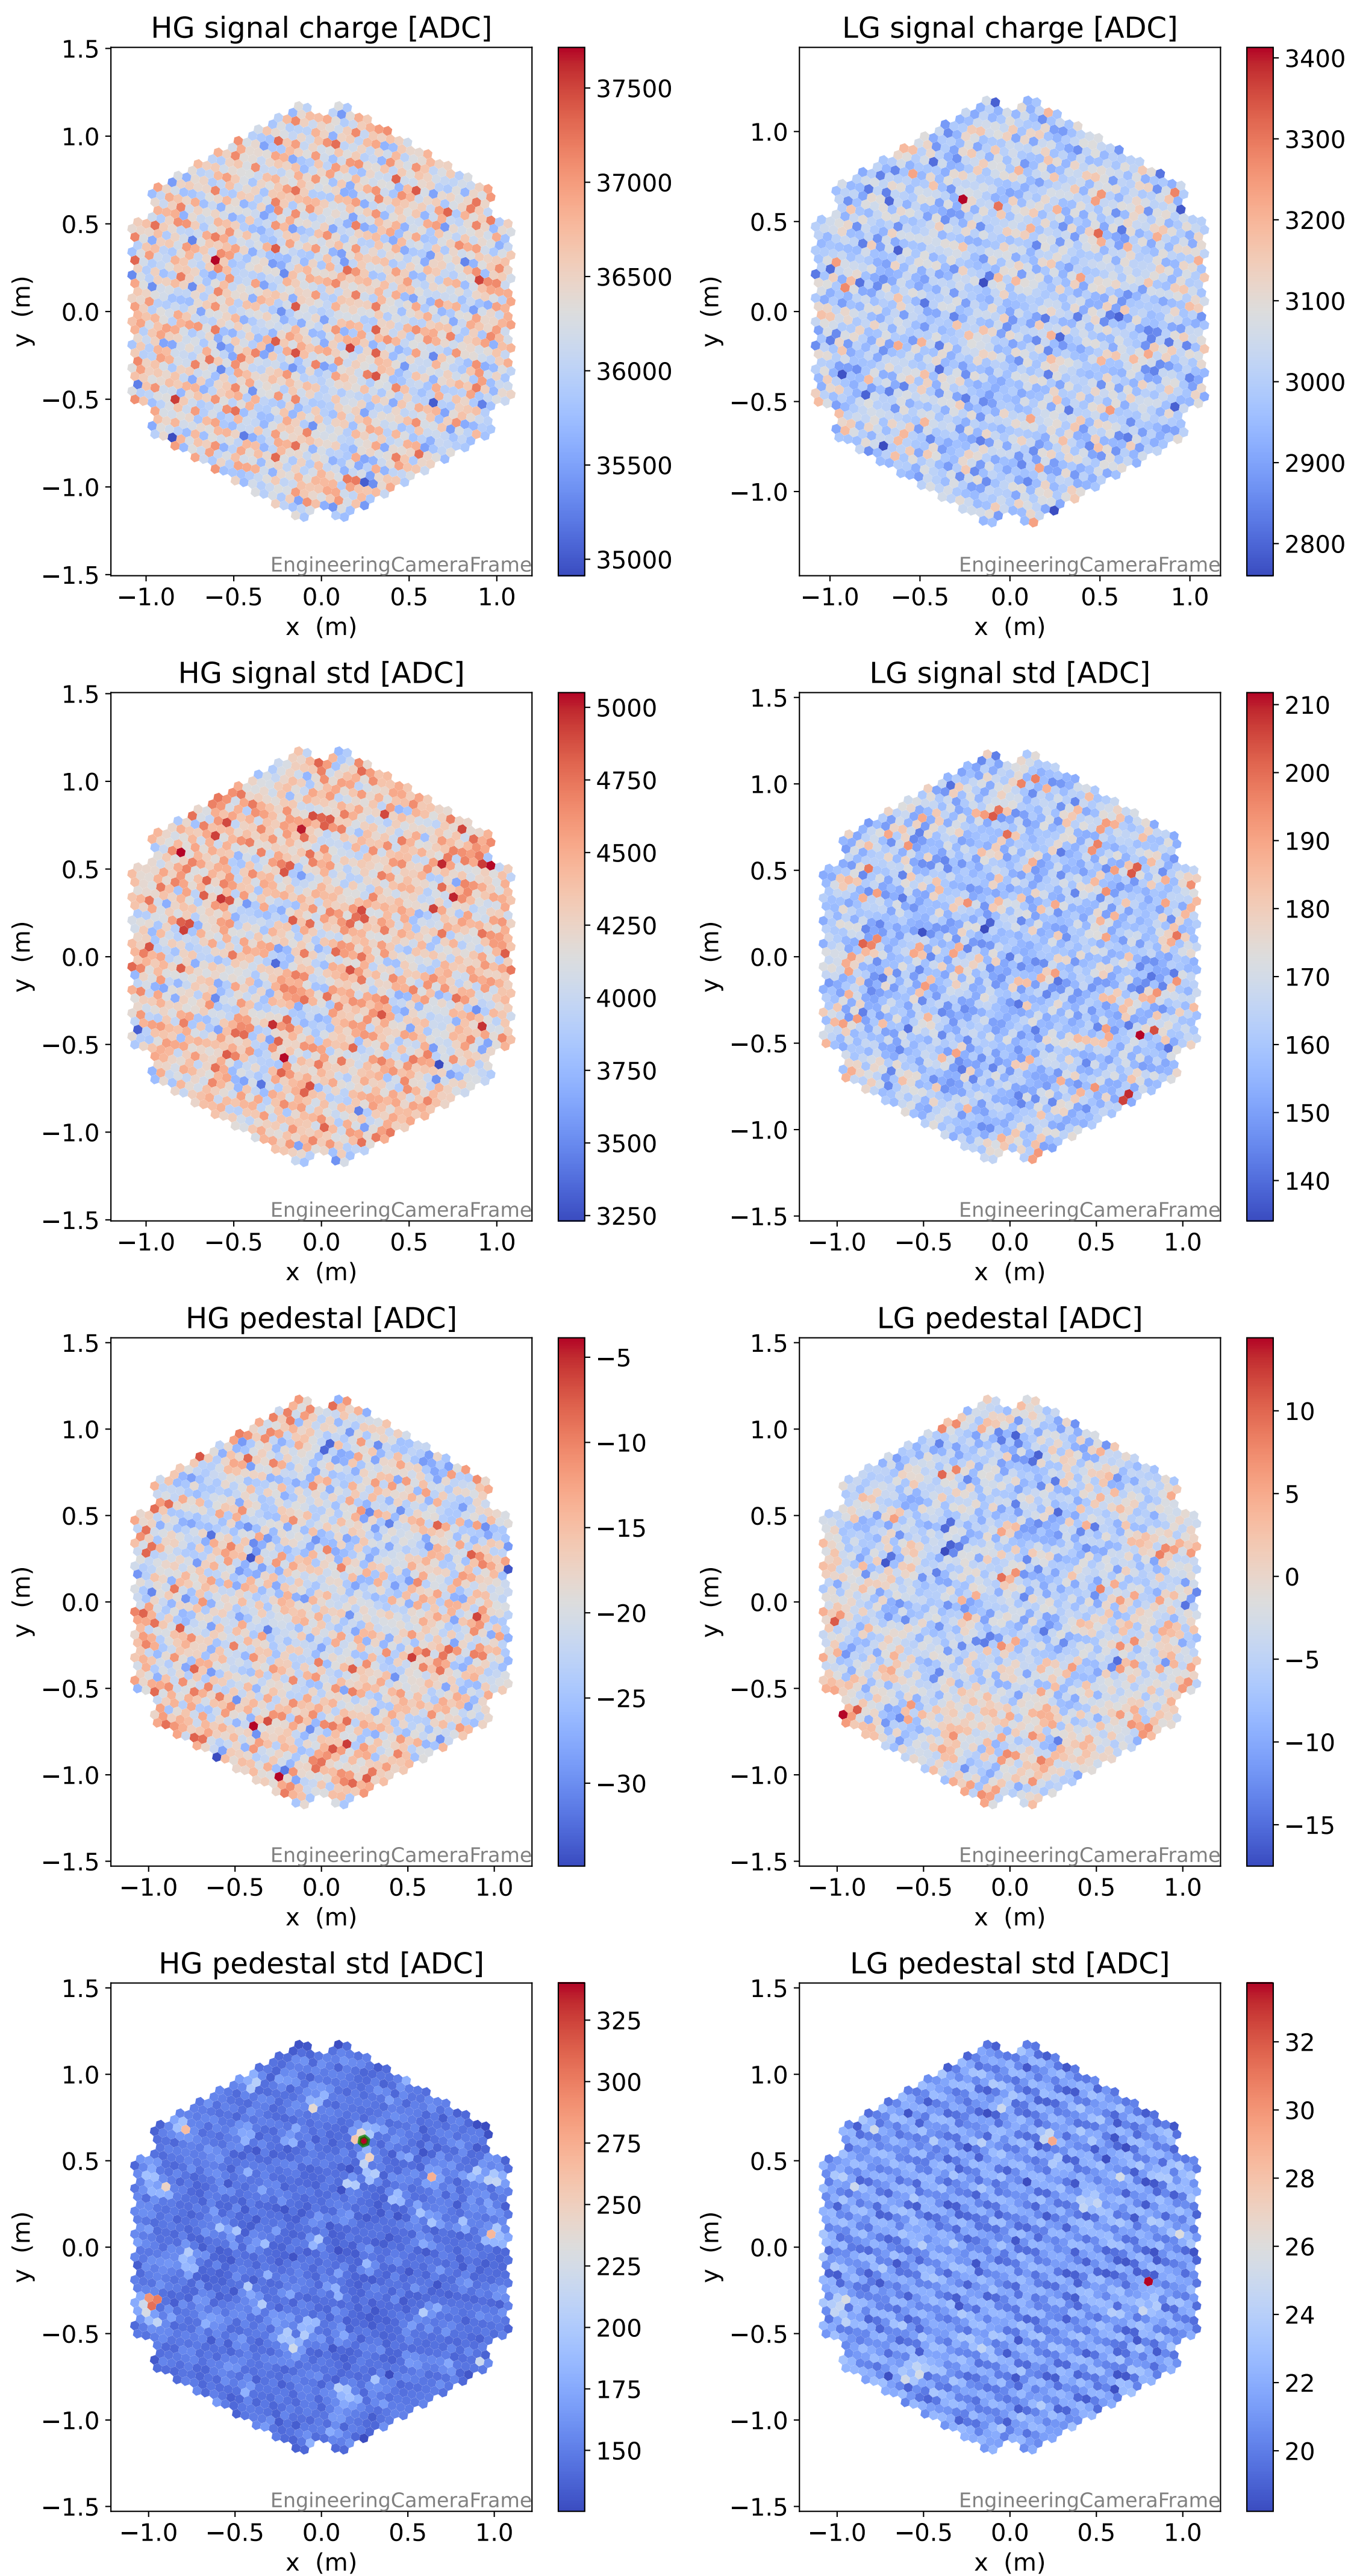 HG signal charge [ADC]
1.5
1.0
0.5
0.0
−0.5
−1.0
−1.5
y (m)
−1.0 −0.5 0.0 0.5 1.0
x (m)
EngineeringCameraFrame
37500
37000
36500
36000
35500
35000
LG signal charge [ADC]
1.0
0.5
0.0
−0.5
−1.0
y (m)
−1.0 −0.5 0.0 0.5 1.0
x (m)
EngineeringCameraFrame
3400
3300
3200
3100
3000
2900
2800
HG signal std [ADC]
1.5
1.0
0.5
0.0
−0.5
−1.0
−1.5
y (m)
−1.0 −0.5 0.0 0.5 1.0
x (m)
EngineeringCameraFrame
5000
4750
4500
4250
4000
3750
3500
3250
LG signal std [ADC]
1.5
1.0
0.5
0.0
−0.5
−1.0
−1.5
y (m)
−1.0 −0.5 0.0 0.5 1.0
x (m)
EngineeringCameraFrame
210
200
190
180
170
160
150
140
HG pedestal [ADC]
1.5
1.0
0.5
0.0
−0.5
−1.0
−1.5
y (m)
−1.0 −0.5 0.0 0.5 1.0
x (m)
EngineeringCameraFrame
−5
−10
−15
−20
−25
−30
LG pedestal [ADC]
1.5
1.0
0.5
0.0
−0.5
−1.0
−1.5
y (m)
−1.0 −0.5 0.0 0.5 1.0
x (m)
EngineeringCameraFrame
10
5
0
−5
−10
−15
HG pedestal std [ADC]
1.5
1.0
0.5
0.0
−0.5
−1.0
−1.5
y (m)
−1.0 −0.5 0.0 0.5 1.0
x (m)
EngineeringCameraFrame
325
300
275
250
225
200
175
150
LG pedestal std [ADC]
1.5
1.0
0.5
0.0
−0.5
−1.0
−1.5
y (m)
−1.0 −0.5 0.0 0.5 1.0
x (m)
EngineeringCameraFrame
32
30
28
26
24
22
20